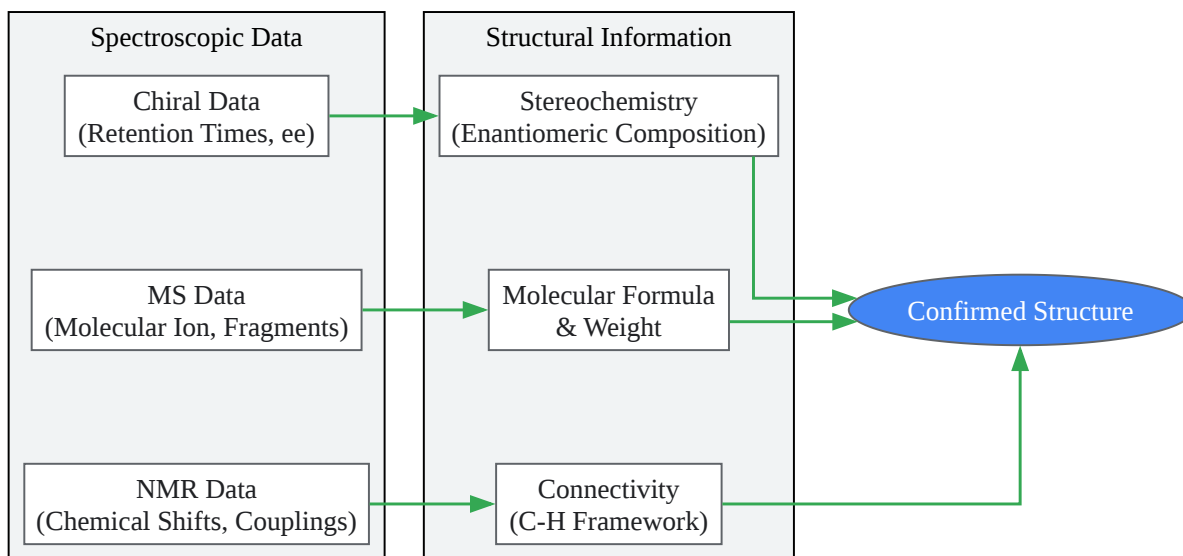 Spectroscopic Data
Chiral Data
(Retention Times, ee)
MS Data
(Molecular Ion, Fragments)
NMR Data
(Chemical Shifts, Couplings)
Structural Information
Stereochemistry
(Enantiomeric Composition)
Molecular Formula
& Weight
Connectivity
(C-H Framework)
Confirmed Structure